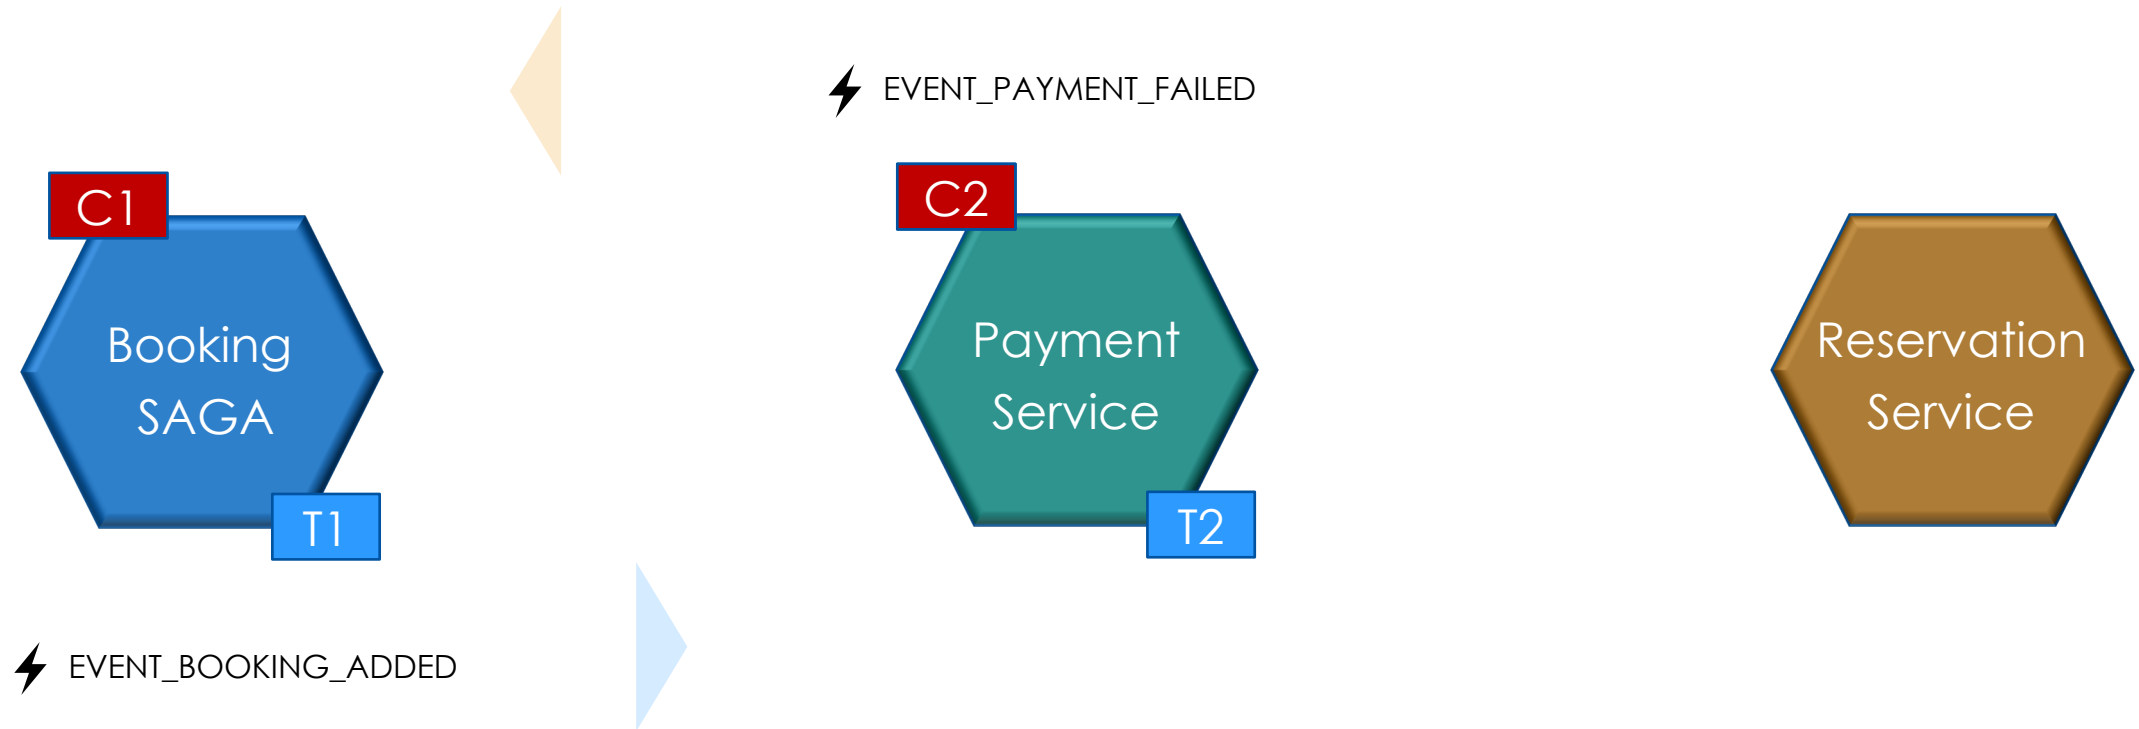 EVENT_PAYMENT_FAILED
C1
C2
Booking
SAGA
Payment
Service
Reservation
Service
T1
T2
EVENT_BOOKING_ADDED